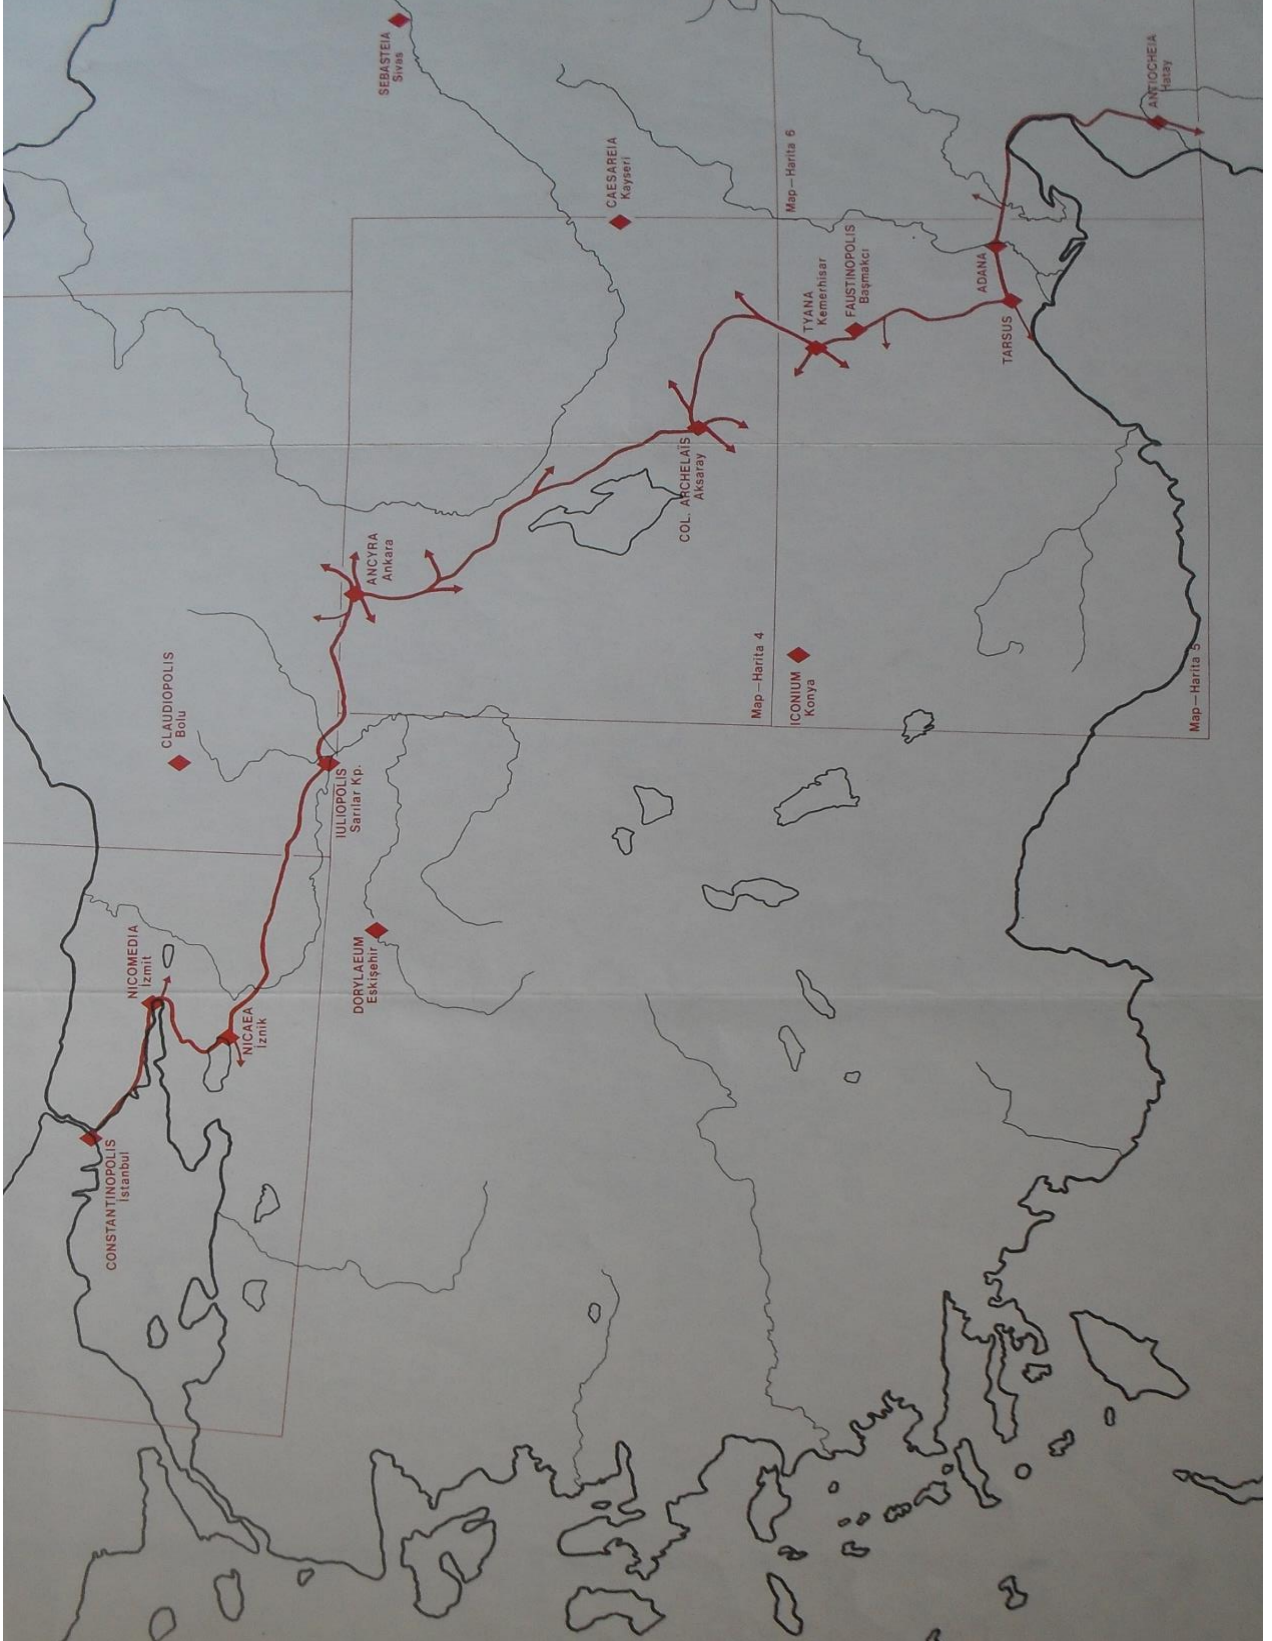 CONSTANTINOPOLIS
İstanbul
NICOMEDIA
İzmit
NICAEA
İznik
CLAUDIOPOLIS
Bolu
DORYLAEUM
Eskişehir
IULIOPOLIS
Sarılar Kp.
ANCYRA
Ankara
SEBASTEIA
Sivas
CAESAREIA
Kayseri
COL. ARCHELAÏS
Aksaray
Map–Harita 4
ICONIUM
Konya
TYANA
Kemerhisar
FAUSTINOPOLIS
Başmakcı
Map–Harita 6
TARSUS
ADANA
ANTIOCHEIA
Hatay
Map–Harita 5